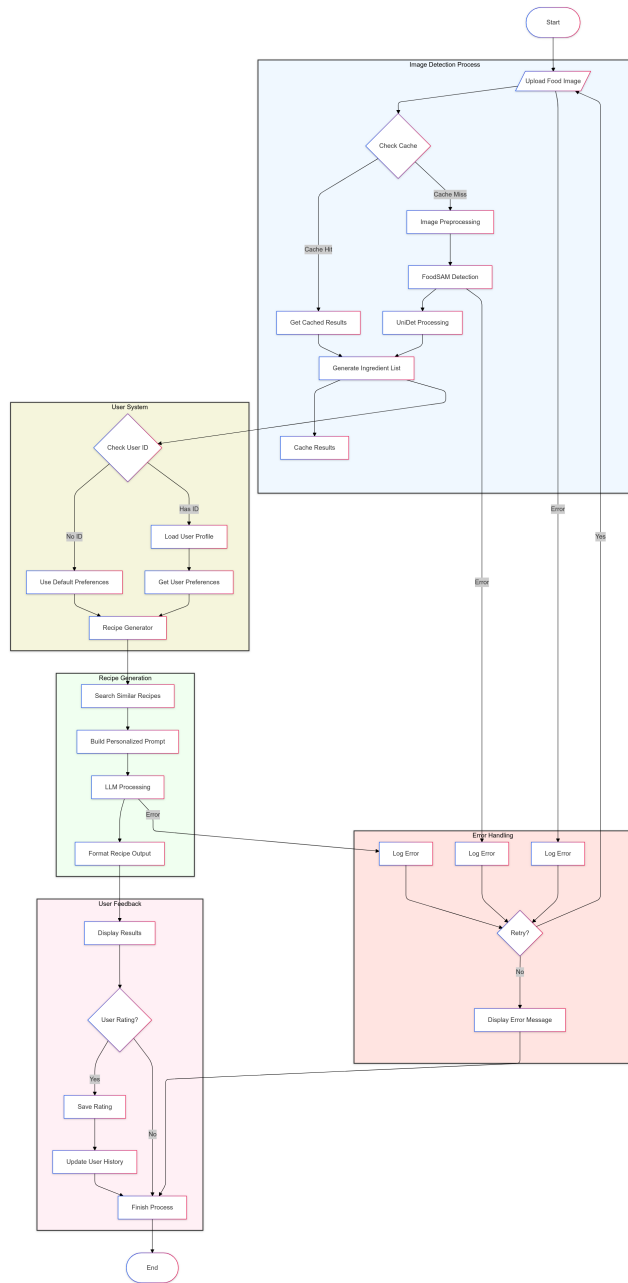 Start
Image Detection Process
Upload Food Image
Check Cache
Cache Miss
Image Preprocessing
Cache Hit
FoodSAM Detection
Get Cached Results
UniDet Processing
Generate Ingredient List
Cache Results
User System
Check User ID
No ID
Has ID
Load User Profile
Use Default Preferences
Get User Preferences
Recipe Generator
Error
Error
Yes
Recipe Generation
Search Similar Recipes
Build Personalized Prompt
LLM Processing
Error
Format Recipe Output
Error Handling
Log Error
Log Error
Log Error
Retry?
No
Display Error Message
User Feedback
Display Results
User Rating?
Yes
Save Rating
No
Update User History
Finish Process
End